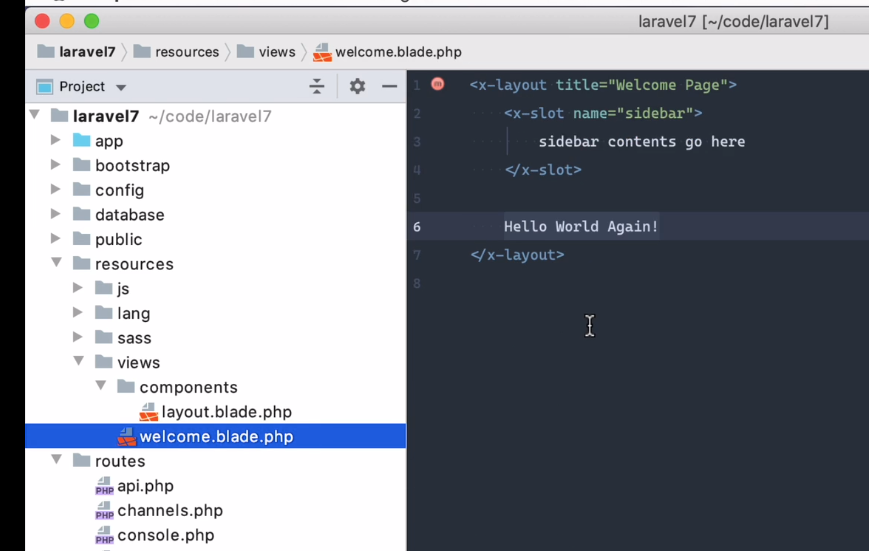 laravel7 [~/code/laravel7]
laravel7 resources views welcome.blade.php
Project
laravel7 ~/code/laravel7
app
bootstrap
config
database
public
resources
js
lang
sass
views
components
layout.blade.php
welcome.blade.php
routes
PHP api.php
PHP channels.php
PHP console.php
1 <x-layout title="Welcome Page">
2 <x-slot name="sidebar">
3 sidebar contents go here
4 </x-slot>
5
6 Hello World Again!
7 </x-layout>
8